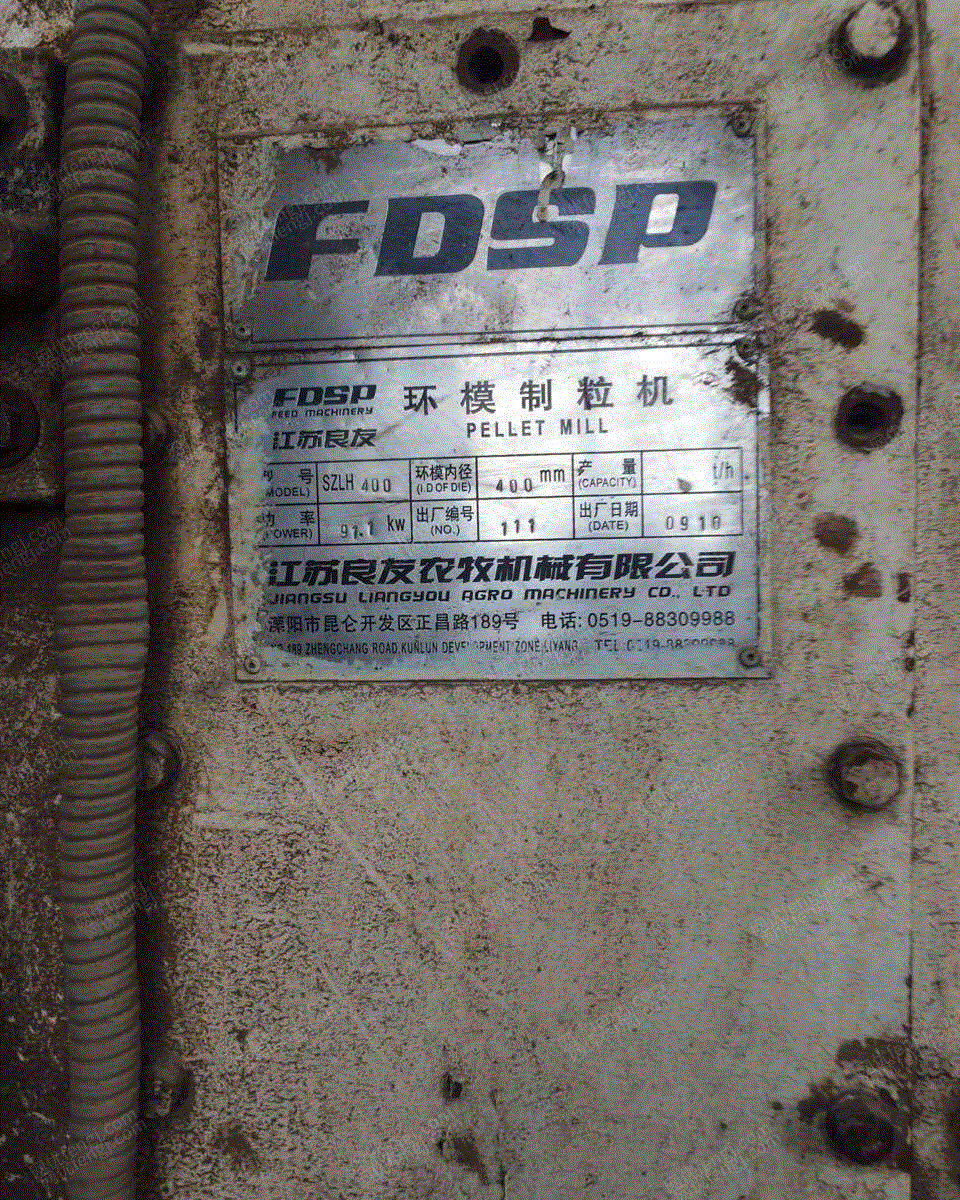 FDSP
FDSP 环模制粒机
FEED MACHINERY
江苏良友 PELLET MILL
号 SZLH 400 环模内径 400 mm 产量 t/h
MODEL) (I.D OF DIE) (CAPACITY)
率 91.1 kw 出厂编号 111 出厂日期 0910
POWER) (NO.) (DATE)
江苏良友农牧机械有限公司
JIANGSU LIANGYOU AGRO MACHINERY CO., LTD
溧阳市昆仑开发区正昌路189号 电话: 0519-88309988
189 ZHENGCHANG ROAD,KUNLUN DEVELOPMENT ZONE,LIYANG TEL